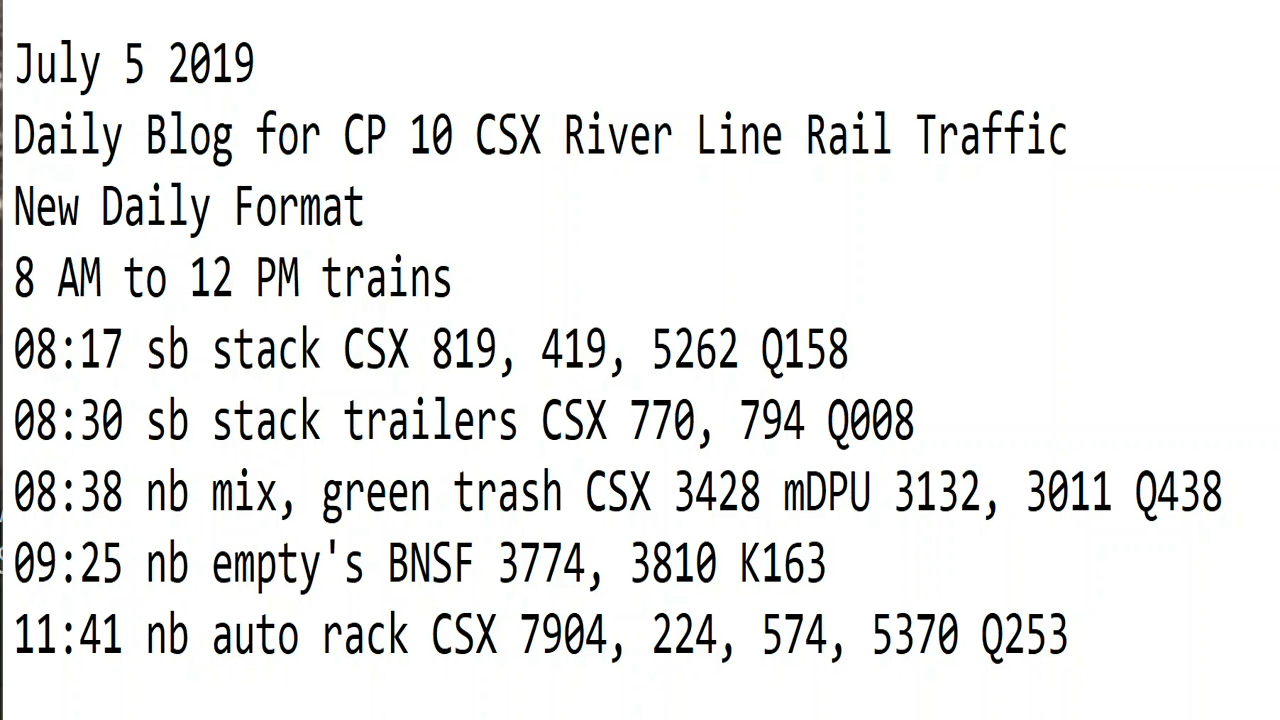 July 5 2019
Daily Blog for CP 10 CSX River Line Rail Traffic
New Daily Format
8 AM to 12 PM trains
08:17 sb stack CSX 819, 419, 5262 Q158
08:30 sb stack trailers CSX 770, 794 Q008
08:38 nb mix, green trash CSX 3428 mDPU 3132, 3011 Q438
09:25 nb empty's BNSF 3774, 3810 K163
11:41 nb auto rack CSX 7904, 224, 574, 5370 Q253